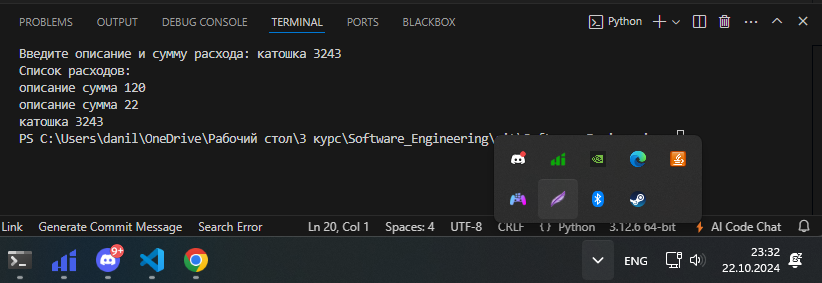 PROBLEMS OUTPUT DEBUG CONSOLE TERMINAL PORTS BLACKBOX Python
Введите описание и сумму расхода: катошка 3243
Список расходов:
описание сумма 120
описание сумма 22
катошка 3243
PS C:\Users\danil\OneDrive\Рабочий стол\3 курс\Software_Engineering\
Link Generate Commit Message Search Error Ln 20, Col 1 Spaces: 4 UTF-8 CRLF Python 3.12.6 64-bit AI Code Chat
9+
ENG
23:32
22.10.2024